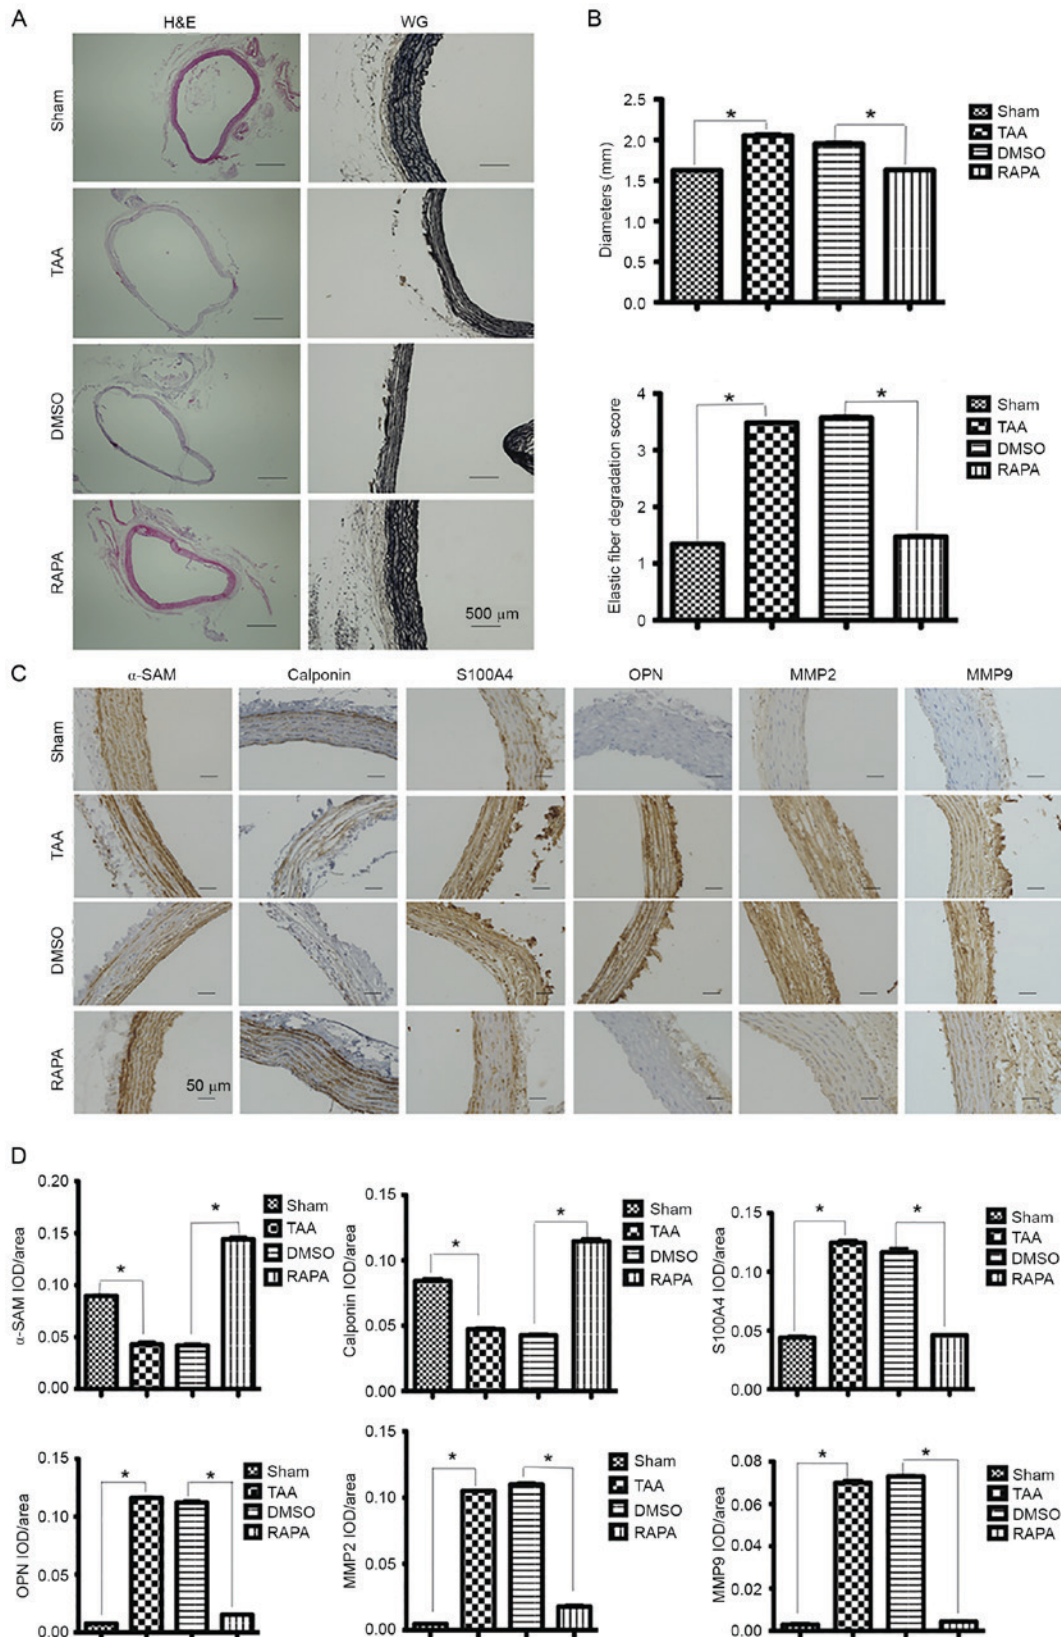 A
H&E
WG
Sham
TAA
DMSO
RAPA
500 µm
B
Diameters (mm)
2.5
2.0
1.5
1.0
0.5
0.0
*
*
Sham
TAA
DMSO
RAPA
Elastic fiber degradation score
4
3
2
1
0
*
*
Sham
TAA
DMSO
RAPA
C
α-SAM
Calponin
S100A4
OPN
MMP2
MMP9
Sham
TAA
DMSO
RAPA
50 µm
D
α-SAM IOD/area
0.20
0.15
0.10
0.05
0.00
*
*
Sham
TAA
DMSO
RAPA
Calponin IOD/area
0.15
0.10
0.05
0.00
*
*
Sham
TAA
DMSO
RAPA
S100A4 IOD/area
0.15
0.10
0.05
0.00
*
*
Sham
TAA
DMSO
RAPA
OPN IOD/area
0.15
0.10
0.05
0.00
*
*
Sham
TAA
DMSO
RAPA
MMP2 IOD/area
0.15
0.10
0.05
0.00
*
*
Sham
TAA
DMSO
RAPA
MMP9 IOD/area
0.08
0.06
0.04
0.02
0.00
*
*
Sham
TAA
DMSO
RAPA